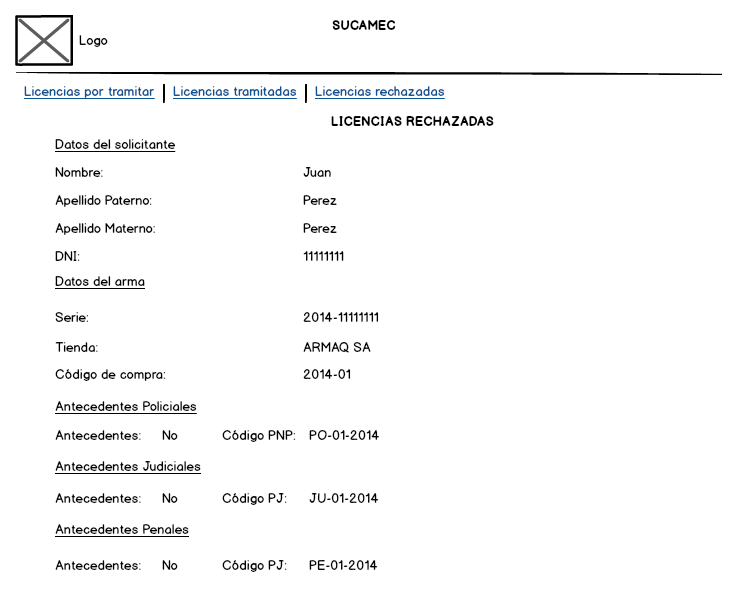 SUCAMEC
Logo
Licencias por tramitar | Licencias tramitadas | Licencias rechazadas
LICENCIAS RECHAZADAS
Datos del solicitante
Nombre: Juan
Apellido Paterno: Perez
Apellido Materno: Perez
DNI: 11111111
Datos del arma
Serie: 2014-11111111
Tienda: ARMAQ SA
Código de compra: 2014-01
Antecedentes Policiales
Antecedentes: No Código PNP: PO-01-2014
Antecedentes Judiciales
Antecedentes: No Código PJ: JU-01-2014
Antecedentes Penales
Antecedentes: No Código PJ: PE-01-2014